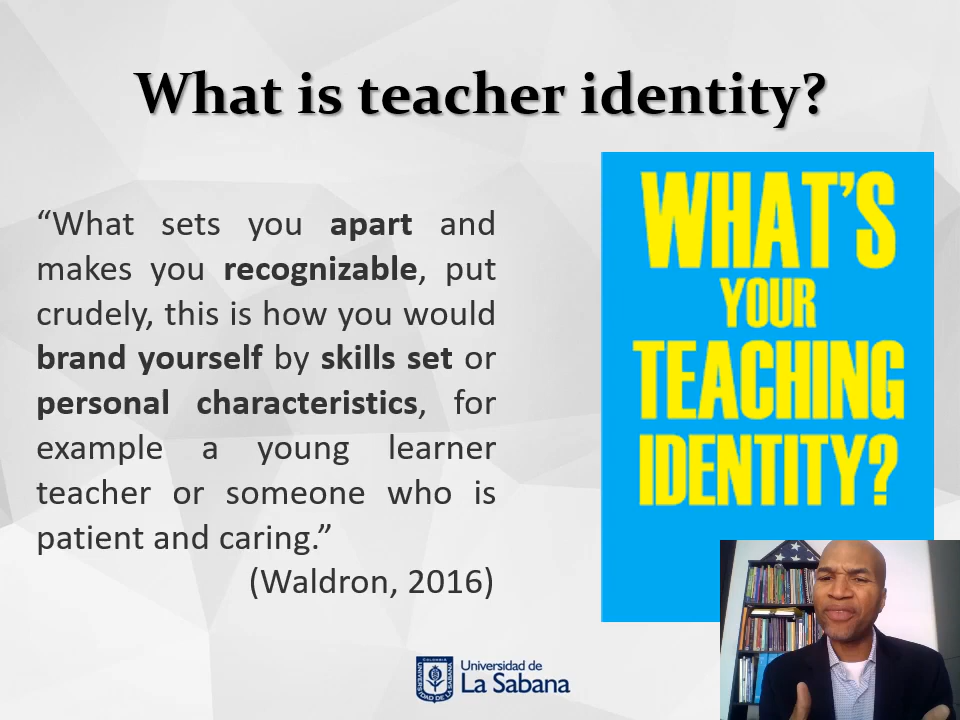 What is teacher identity?
“What sets you apart and
makes you recognizable, put
crudely, this is how you would
brand yourself by skills set or
personal characteristics, for
example a young learner
teacher or someone who is
patient and caring.”
(Waldron, 2016)
WHAT’S
YOUR
TEACHING
IDENTITY?
Universidad de
La Sabana